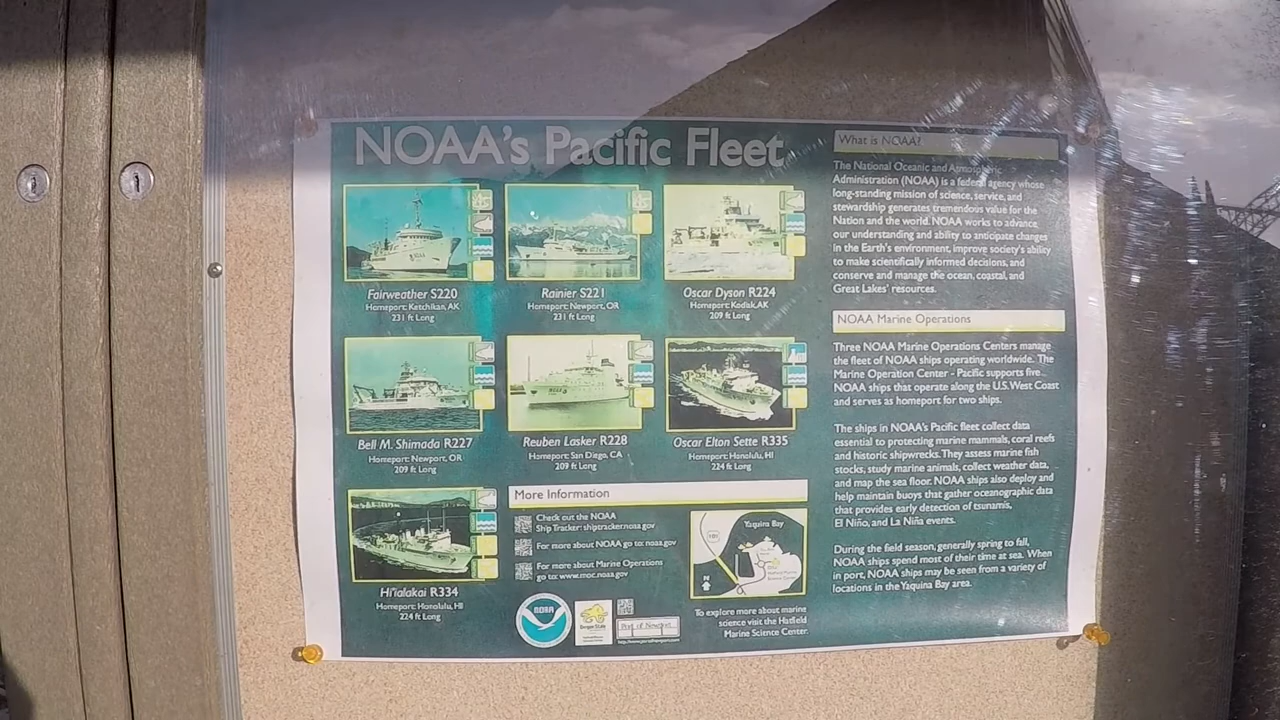 NOAA's Pacific Fleet
Fairweather S220
Homeport: Ketchikan, AK
231 ft Long
Rainier S221
Homeport: Newport, OR
231 ft Long
Oscar Dyson R224
Homeport: Kodiak, AK
209 ft Long
Bell M. Shimada R227
Homeport: Newport, OR
209 ft Long
Reuben Lasker R228
Homeport: San Diego, CA
209 ft Long
Oscar Elton Sette R335
Homeport: Honolulu, HI
224 ft Long
Hi'ialakai R334
Homeport: Honolulu, HI
224 ft Long
More Information
Check out the NOAA
Ship Tracker: shiptracker.noaa.gov
For more about NOAA go to: noaa.gov
For more about Marine Operations
go to: www.moc.noaa.gov
NOAA
Port of Newport
Yaquina Bay
101
N
To explore more about marine
science visit the Hatfield
Marine Science Center.
What is NOAA?
The National Oceanic and Atmospheric
Administration (NOAA) is a federal agency whose
long-standing mission of science, service, and
stewardship generates tremendous value for the
Nation and the world. NOAA works to advance
our understanding and ability to anticipate changes
in the Earth's environment, improve society's ability
to make scientifically informed decisions, and
conserve and manage the ocean, coastal, and
Great Lakes' resources.
NOAA Marine Operations
Three NOAA Marine Operations Centers manage
the fleet of NOAA ships operating worldwide. The
Marine Operation Center - Pacific supports five
NOAA ships that operate along the U.S. West Coast
and serves as homeport for two ships.
The ships in NOAA's Pacific fleet collect data
essential to protecting marine mammals, coral reefs
and historic shipwrecks. They assess marine fish
stocks, study marine animals, collect weather data,
and map the sea floor. NOAA ships also deploy and
help maintain buoys that gather oceanographic data
that provides early detection of tsunamis,
El Niño, and La Niña events.
During the field season, generally spring to fall,
NOAA ships spend most of their time at sea. When
in port, NOAA ships may be seen from a variety of
locations in the Yaquina Bay area.